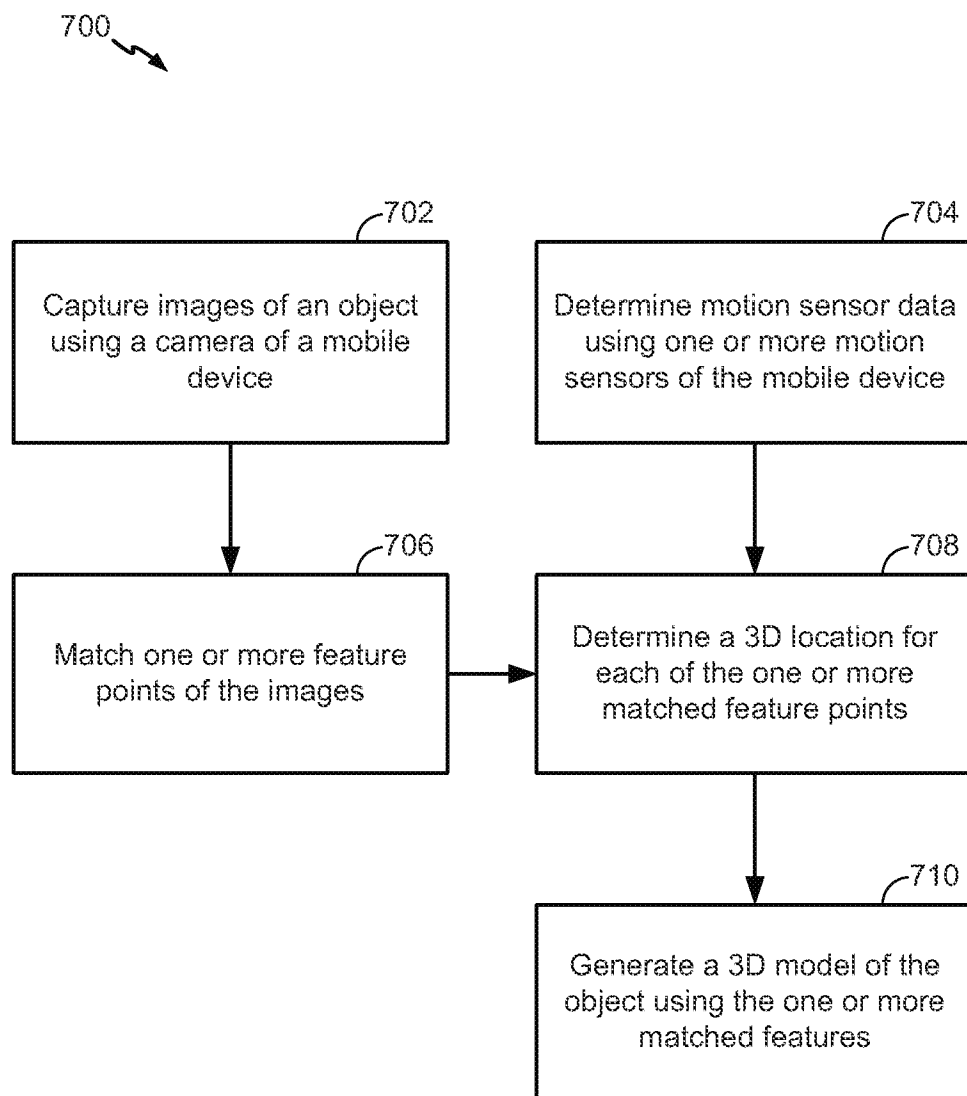 700
702
Capture images of an object
using a camera of a mobile
device
704
Determine motion sensor data
using one or more motion
sensors of the mobile device
706
Match one or more feature
points of the images
708
Determine a 3D location for
each of the one or more
matched feature points
710
Generate a 3D model of the
object using the one or more
matched features